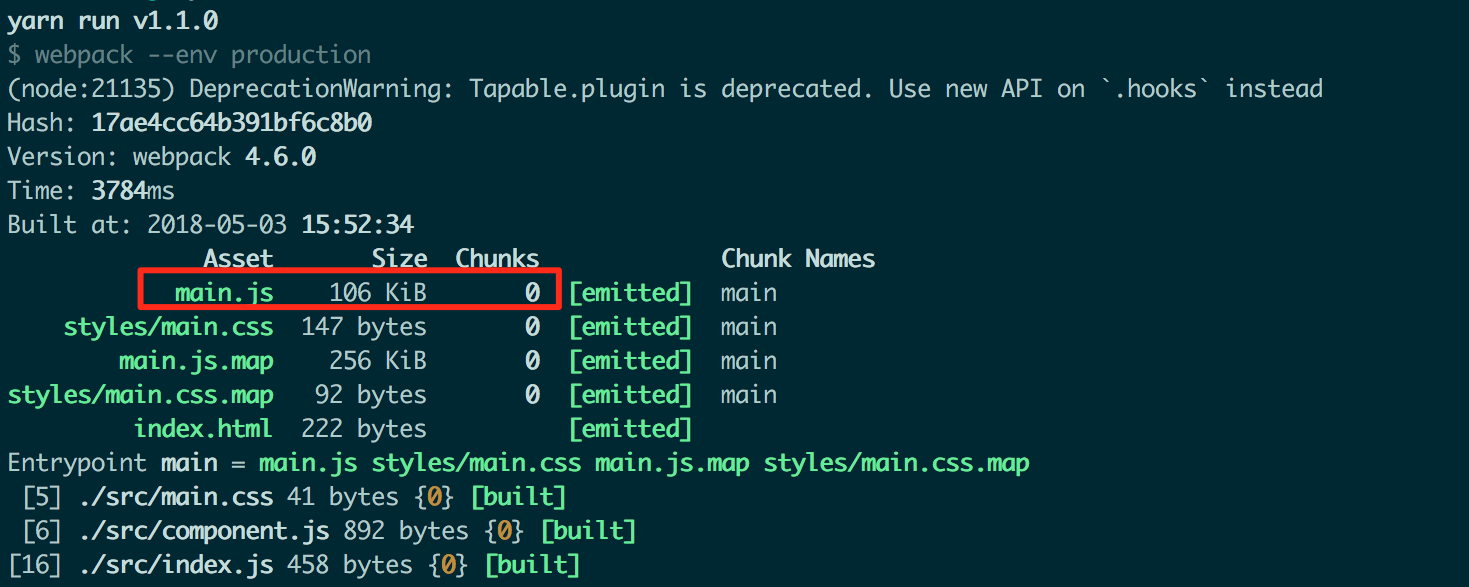 yarn run v1.1.0
$ webpack --env production
(node:21135) DeprecationWarning: Tapable.plugin is deprecated. Use new API on `.hooks` instead
Hash: 17ae4cc64b391bf6c8b0
Version: webpack 4.6.0
Time: 3784ms
Built at: 2018-05-03 15:52:34
Asset Size Chunks Chunk Names
main.js 106 KiB 0 [emitted] main
styles/main.css 147 bytes 0 [emitted] main
main.js.map 256 KiB 0 [emitted] main
styles/main.css.map 92 bytes 0 [emitted] main
index.html 222 bytes [emitted]
Entrypoint main = main.js styles/main.css main.js.map styles/main.css.map
[5] ./src/main.css 41 bytes {0} [built]
[6] ./src/component.js 892 bytes {0} [built]
[16] ./src/index.js 458 bytes {0} [built]